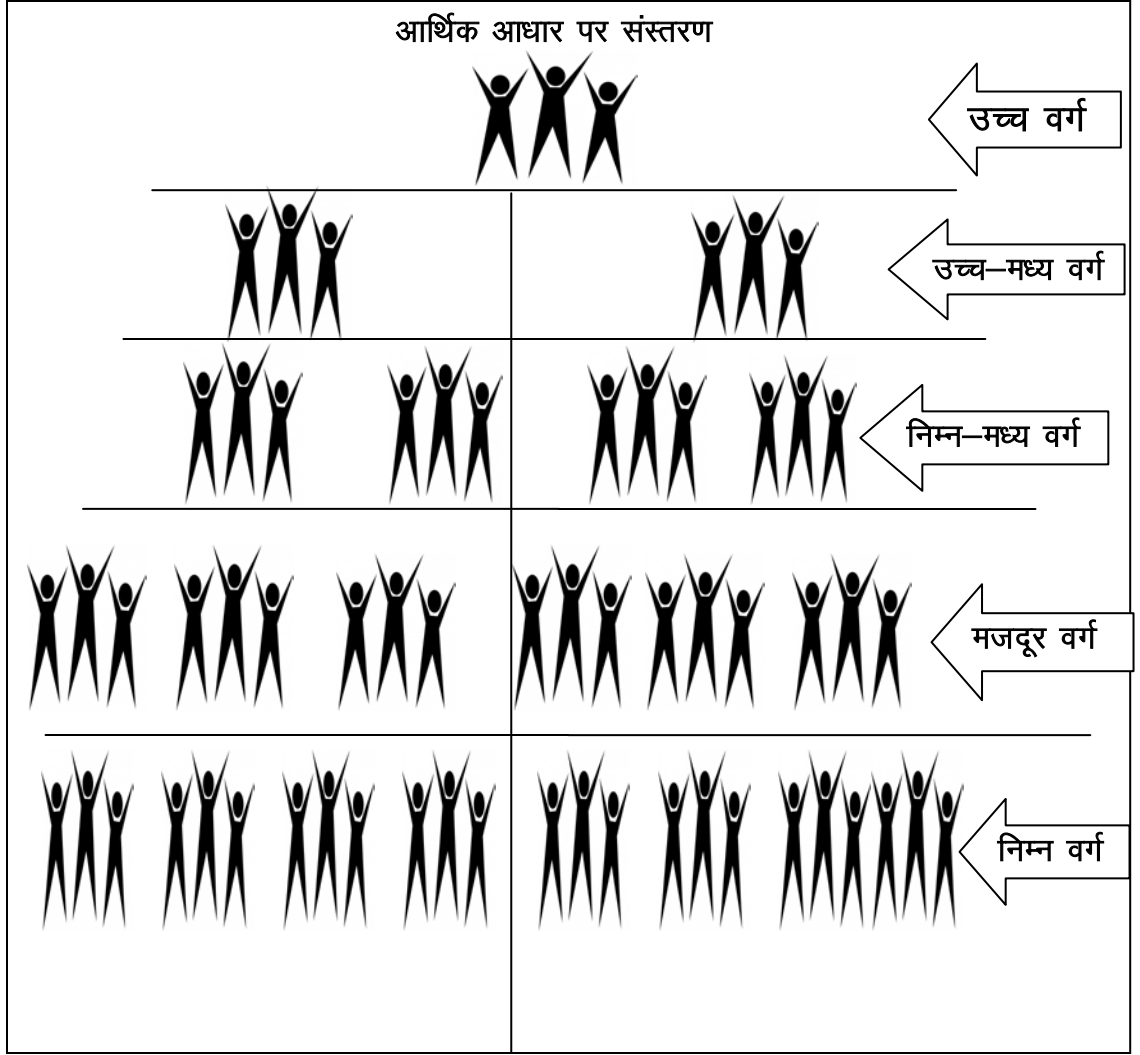 आर्थिक आधार पर संस्तरण
उच्च वर्ग
उच्च–मध्य वर्ग
निम्न–मध्य वर्ग
मजदूर वर्ग
निम्न वर्ग